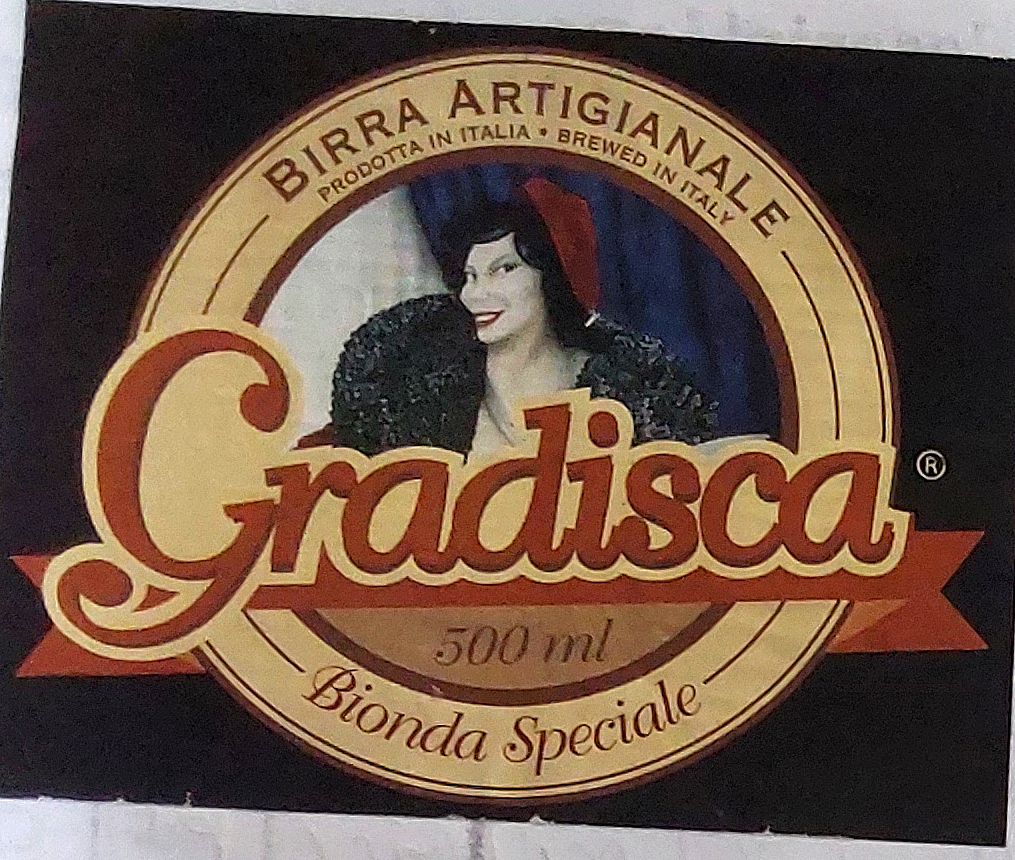 BIRRA ARTIGIANALE
PRODOTTA IN ITALIA • BREWED IN ITALY
Gradisca ®
500 ml
Bionda Speciale